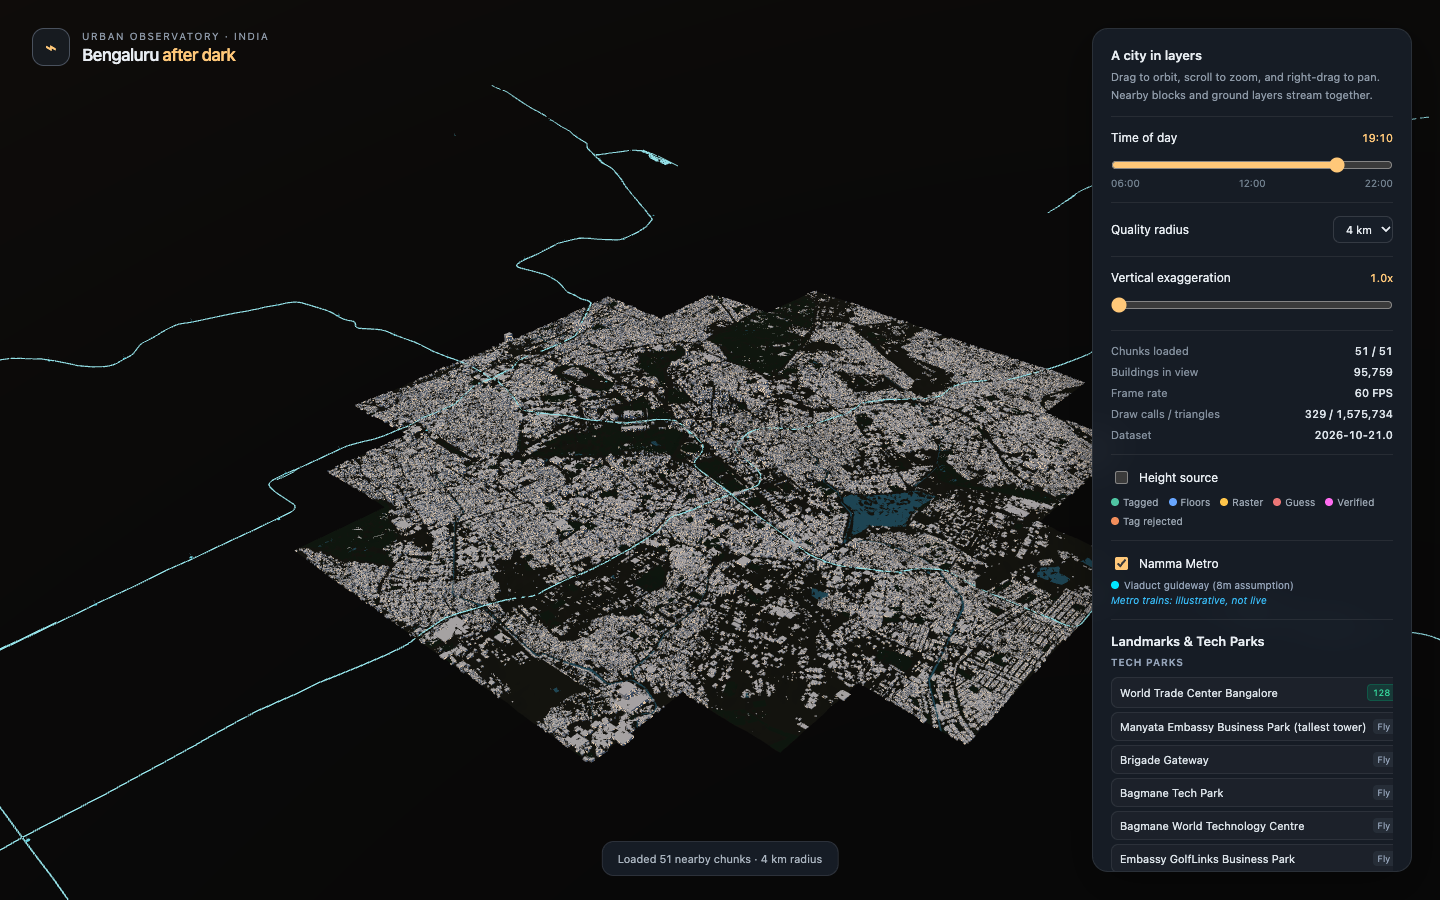 URBAN OBSERVATORY · INDIA
Bengaluru after dark
A city in layers
Drag to orbit, scroll to zoom, and right-drag to pan.
Nearby blocks and ground layers stream together.
Time of day 19:10
06:00 12:00 22:00
Quality radius 4 km
Vertical exaggeration 1.0x
Chunks loaded 51 / 51
Buildings in view 95,759
Frame rate 60 FPS
Draw calls / triangles 329 / 1,575,734
Dataset 2026-10-21.0
Height source
Tagged Floors Raster Guess Verified
Tag rejected
Namma Metro
Viaduct guideway (8m assumption)
Metro trains: illustrative, not live
Landmarks & Tech Parks
TECH PARKS
World Trade Center Bangalore 128
Manyata Embassy Business Park (tallest tower) Fly
Brigade Gateway Fly
Bagmane Tech Park Fly
Bagmane World Technology Centre Fly
Embassy GolfLinks Business Park Fly
Loaded 51 nearby chunks · 4 km radius